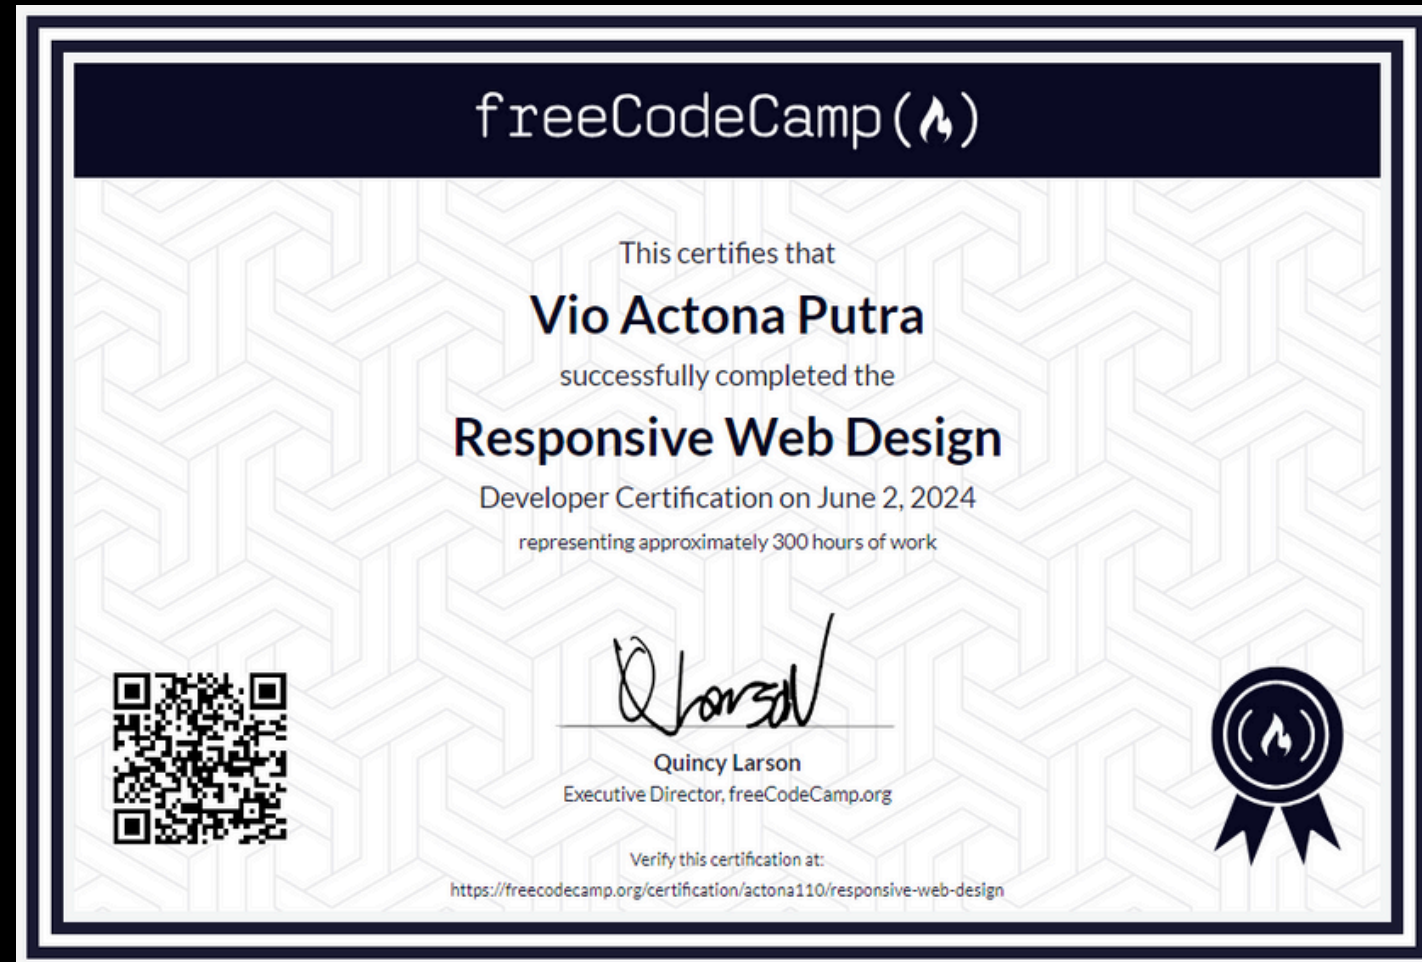 freeCodeCamp
This certifies that
Vio Actona Putra
successfully completed the
Responsive Web Design
Developer Certification on June 2, 2024
representing approximately 300 hours of work
Q Larson
Quincy Larson
Executive Director, freeCodeCamp.org
Verify this certification at:
https://freecodecamp.org/certification/actona110/responsive-web-design